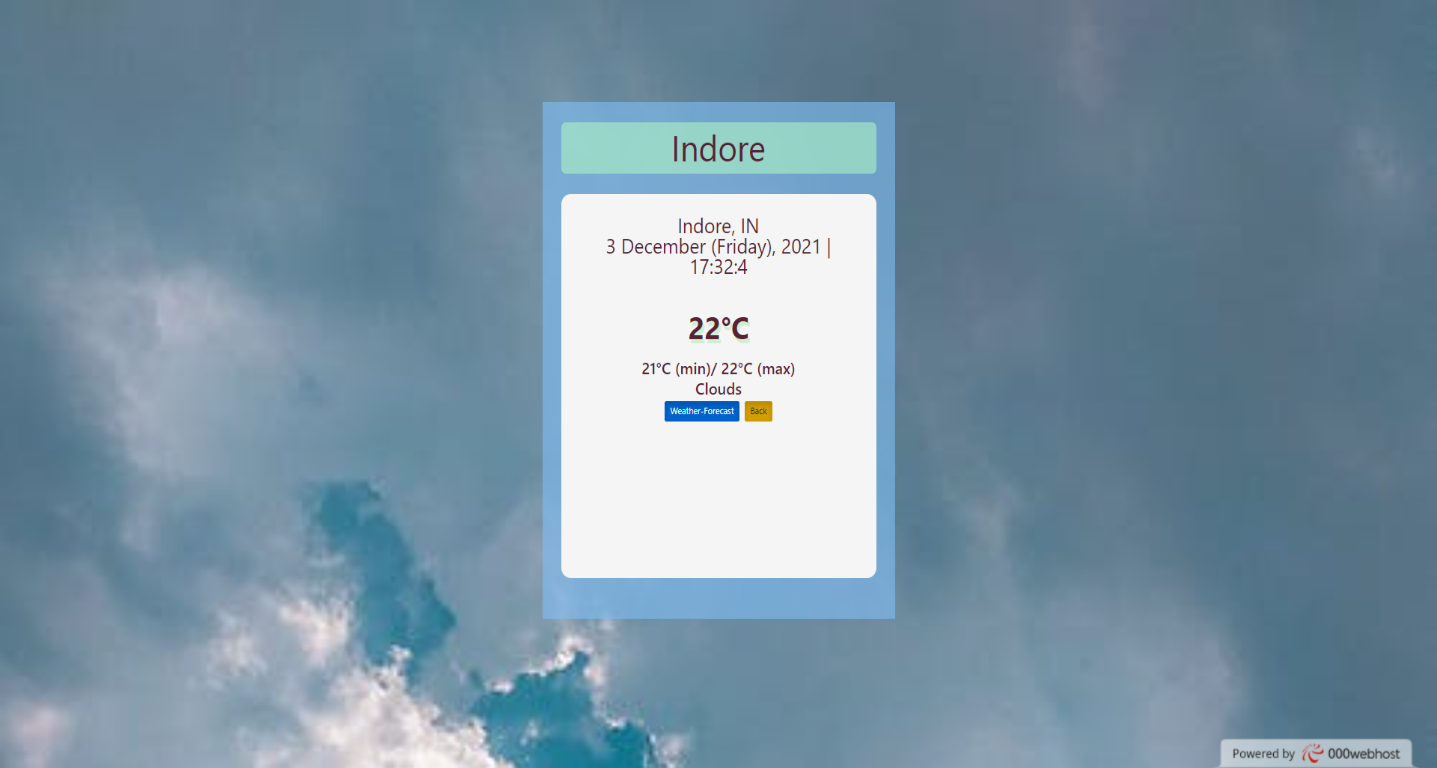 Indore
Indore, IN
3 December (Friday), 2021 |
17:32:4
22°C
21°C (min)/ 22°C (max)
Clouds
Weather-Forecast Back
Powered by 000webhost